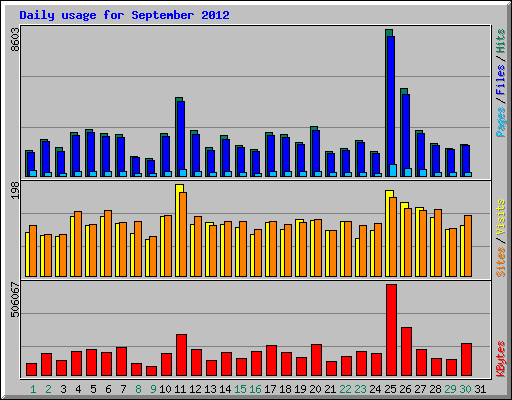 Daily usage for September 2012
8603
Pages / Files / Hits
198
Sites / Visits
506067
KBytes
1 2 3 4 5 6 7 8 9 10 11 12 13 14 15 16 17 18 19 20 21 22 23 24 25 26 27 28 29 30 31